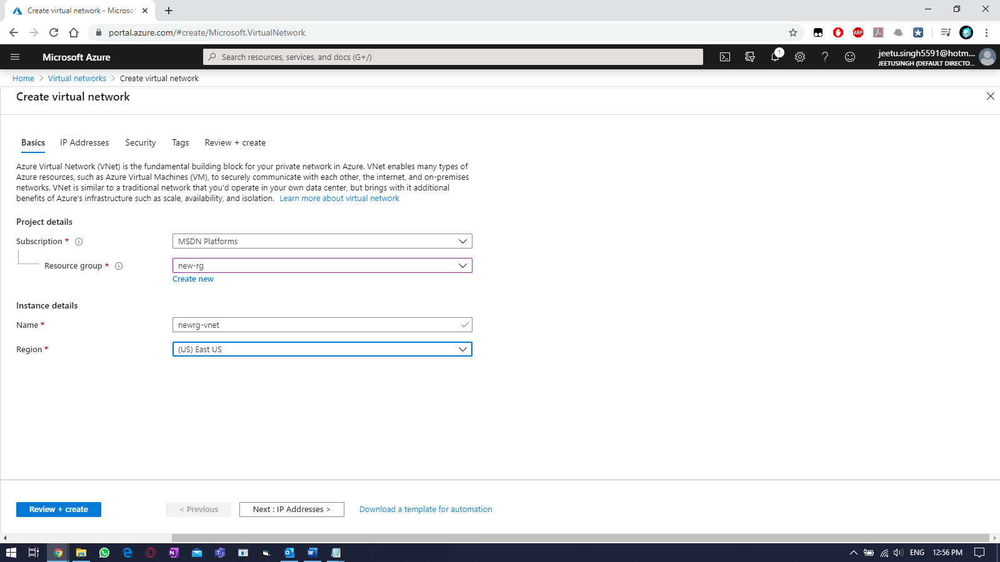 Create virtual network - Microsof
portal.azure.com/#create/Microsoft.VirtualNetwork
ABP
Microsoft Azure
Search resources, services, and docs (G+/)
1
jeetu.singh5591@hotm...
JEETUSINGH (DEFAULT DIRECTO...
Home > Virtual networks > Create virtual network
Create virtual network
Basics IP Addresses Security Tags Review + create
Azure Virtual Network (VNet) is the fundamental building block for your private network in Azure. VNet enables many types of
Azure resources, such as Azure Virtual Machines (VM), to securely communicate with each other, the internet, and on-premises
networks. VNet is similar to a traditional network that you'd operate in your own data center, but brings with it additional
benefits of Azure's infrastructure such as scale, availability, and isolation. Learn more about virtual network
Project details
Subscription * MSDN Platforms
Resource group * new-rg
Create new
Instance details
Name * newrg-vnet
Region * (US) East US
Review + create < Previous Next : IP Addresses > Download a template for automation
ENG 12:56 PM